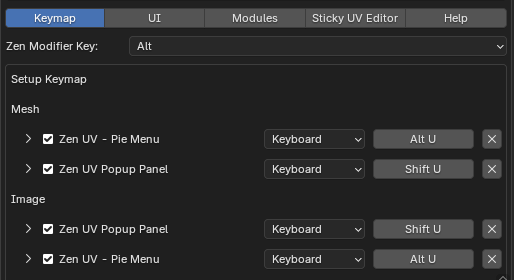 Keymap UI Modules Sticky UV Editor Help
Zen Modifier Key: Alt
Setup Keymap
Mesh
Zen UV - Pie Menu Keyboard Alt U
Zen UV Popup Panel Keyboard Shift U
Image
Zen UV Popup Panel Keyboard Shift U
Zen UV - Pie Menu Keyboard Alt U